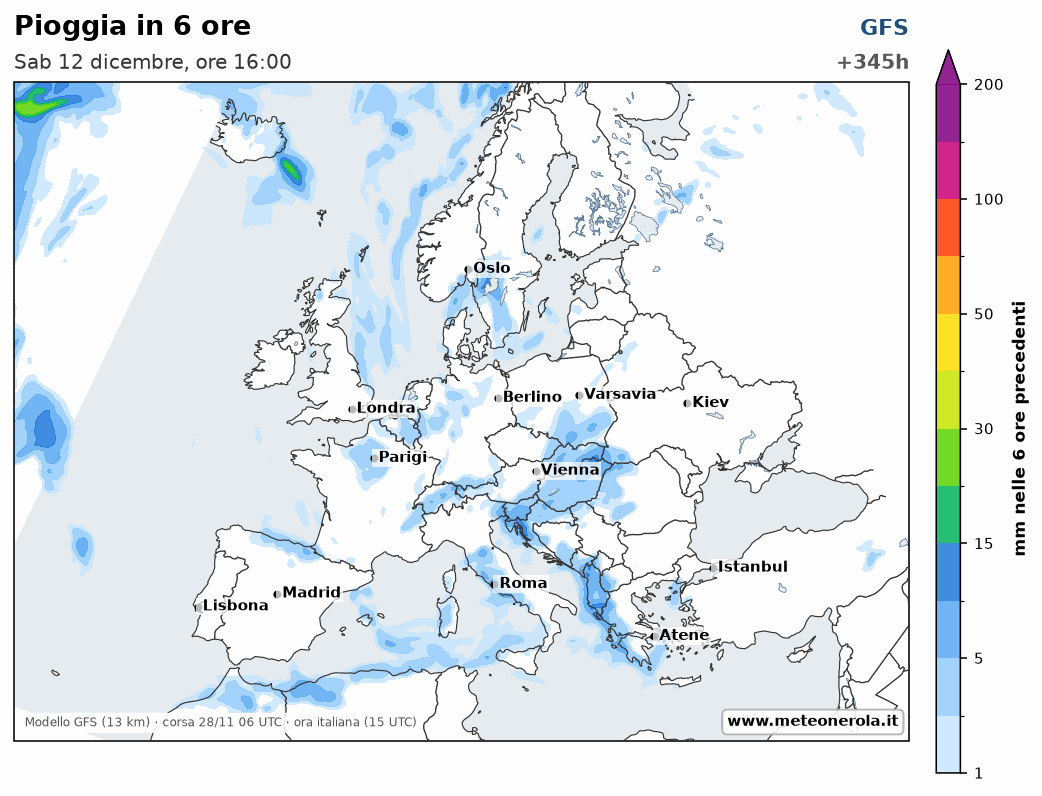 Pioggia in 6 ore
GFS
Sab 12 dicembre, ore 16:00
+345h
200
100
50
30
15
5
1
mm nelle 6 ore precedenti
Oslo
Berlino
Varsavia
Kiev
Londra
Parigi
Vienna
Istanbul
Roma
Madrid
Lisbona
Atene
Modello GFS (13 km) · corsa 28/11 06 UTC · ora italiana (15 UTC)
www.meteonerola.it